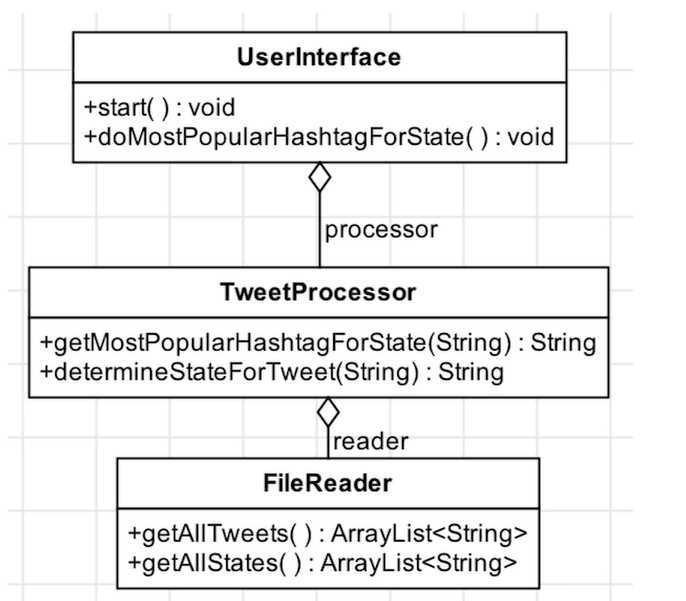 UserInterface
+start( ) : void
+doMostPopularHashtagForState( ) : void
processor
TweetProcessor
+getMostPopularHashtagForState(String) : String
+determineStateForTweet(String) : String
reader
FileReader
+getAllTweets( ) : ArrayList<String>
+getAllStates( ) : ArrayList<String>